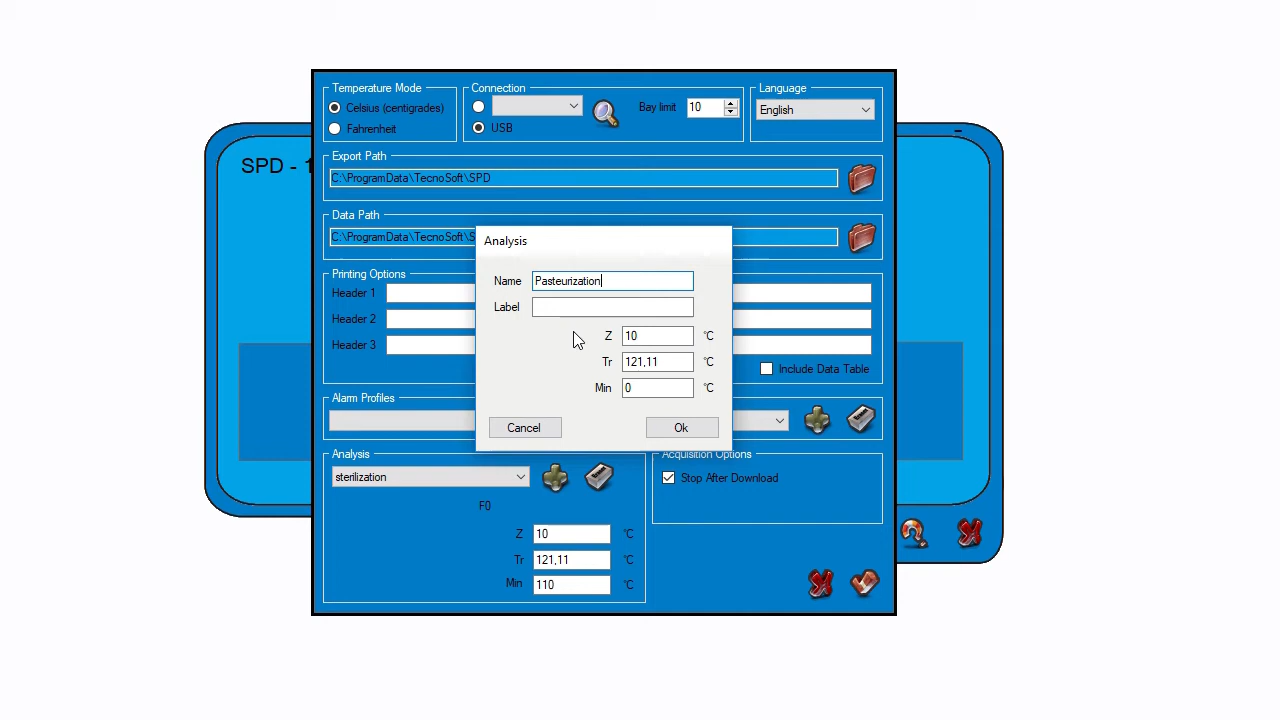 Temperature Mode
Celsius (centigrades)
Fahrenheit
Connection
USB
Bay limit 10
Language
English
SPD - 1
Export Path
C:\ProgramData\TecnoSoft\SPD
Data Path
C:\ProgramData\TecnoSoft\S
Printing Options
Header 1
Header 2
Header 3
Include Data Table
Analysis
Name Pasteurization
Label
Z 10 °C
Tr 121,11 °C
Min 0 °C
Cancel Ok
Alarm Profiles
Analysis
sterilization
F0
Z 10 °C
Tr 121,11 °C
Min 110 °C
Acquisition Options
Stop After Download